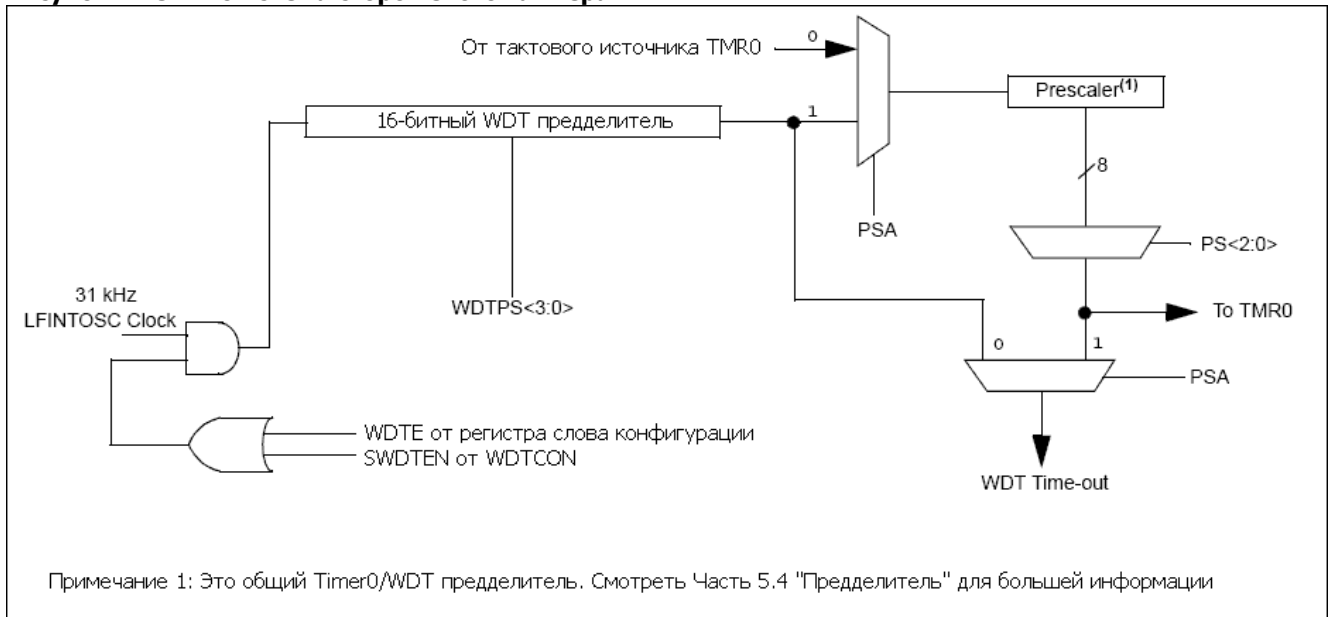 От тактового источника TMR0
0
Prescaler(1)
16-битный WDT предделитель
1
8
PSA
PS<2:0>
31 kHz
LFINTOSC Clock
WDTPS<3:0>
To TMR0
0
1
PSA
WDTE от регистра слова конфигурации
SWDTEN от WDTCON
WDT Time-out
Примечание 1: Это общий Timer0/WDT предделитель. Смотреть Часть 5.4 "Предделитель" для большей информации